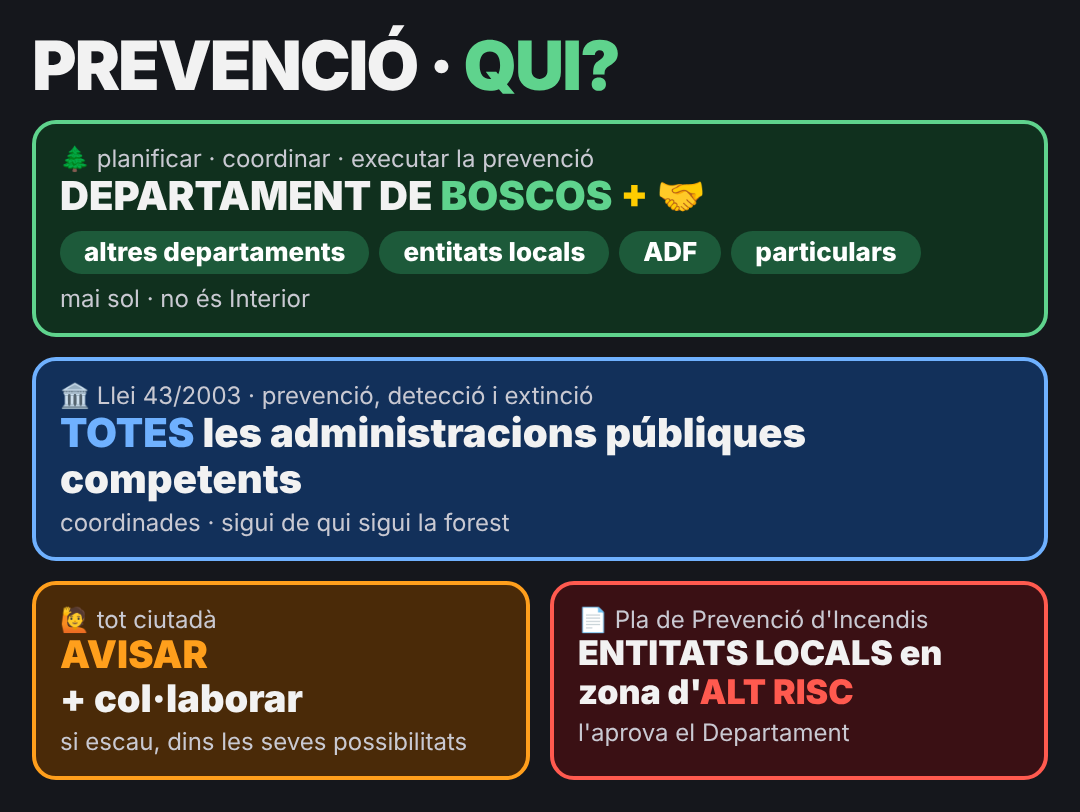 PREVENCIÓ · QUI?
🌲 planificar · coordinar · executar la prevenció
DEPARTAMENT DE BOSCOS + 🤝
altres departaments entitats locals ADF particulars
mai sol · no és Interior
🏛️ Llei 43/2003 · prevenció, detecció i extinció
TOTES les administracions públiques
competents
coordinades · sigui de qui sigui la forest
🙋 tot ciutadà
AVISAR
+ col·laborar
si escau, dins les seves possibilitats
📄 Pla de Prevenció d'Incendis
ENTITATS LOCALS en
zona d'ALT RISC
l'aprova el Departament